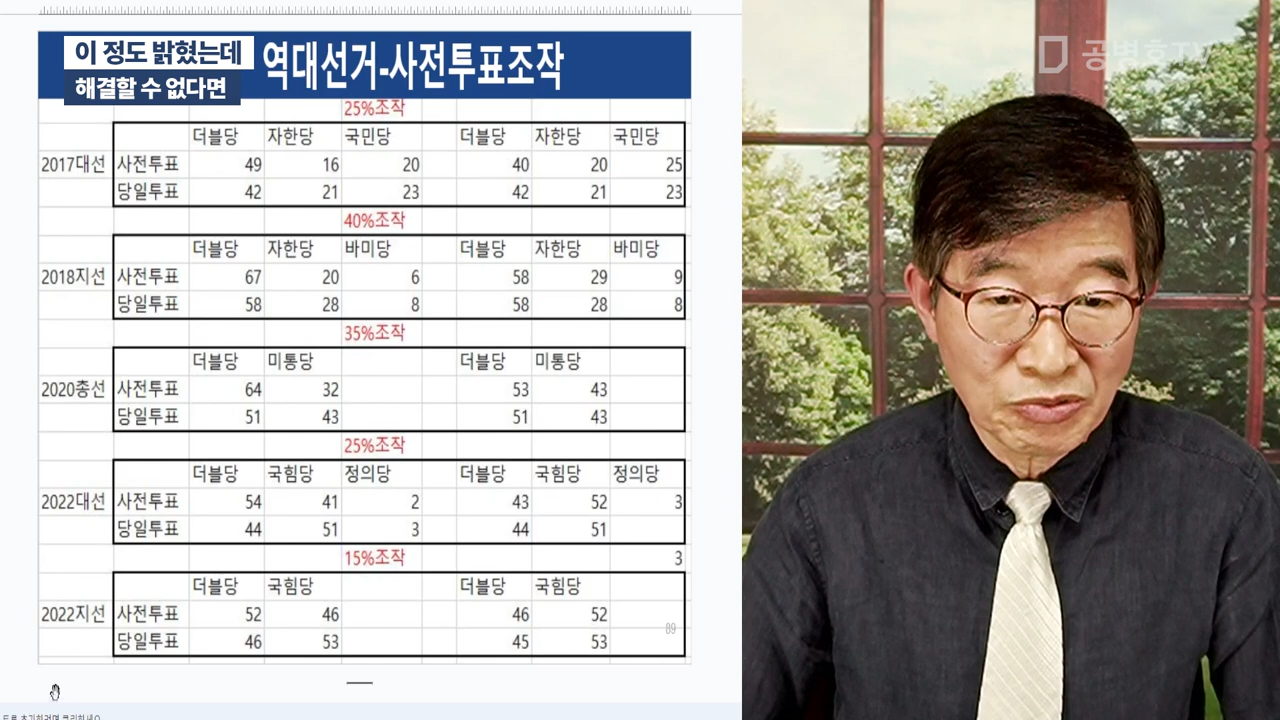 이 정도 밝혔는데
해결할 수 없다면
역대선거-사전투표조작
공병호TV
25%조작
더블당 자한당 국민당 더블당 자한당 국민당
2017대선 사전투표 49 16 20 40 20 25
당일투표 42 21 23 42 21 23
40%조작
더블당 자한당 바미당 더블당 자한당 바미당
2018지선 사전투표 67 20 6 58 29 9
당일투표 58 28 8 58 28 8
35%조작
더블당 미통당 더블당 미통당
2020총선 사전투표 64 32 53 43
당일투표 51 43 51 43
25%조작
더블당 국힘당 정의당 더블당 국힘당 정의당
2022대선 사전투표 54 41 2 43 52 3
당일투표 44 51 3 44 51
15%조작 3
더블당 국힘당 더블당 국힘당
2022지선 사전투표 52 46 46 52
당일투표 46 53 45 53
89